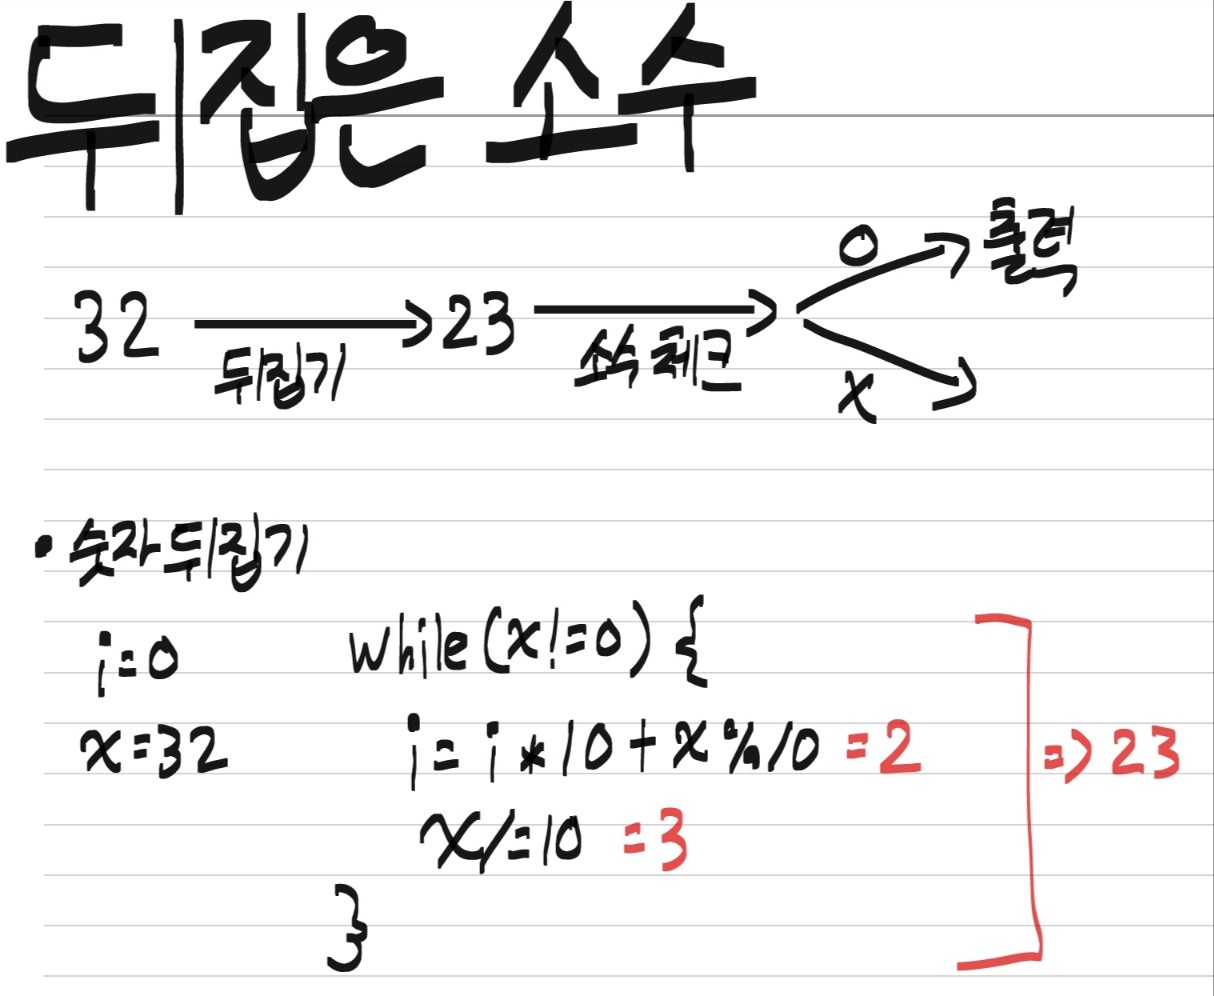 뒤집은 소수
32 → 23 → O → 출력
뒤집기 소수 체크 X →
• 숫자 뒤집기
i=0 while(x!=0) {
x=32 i=i*10+x%10 =2 => 23
x/=10 =3
}